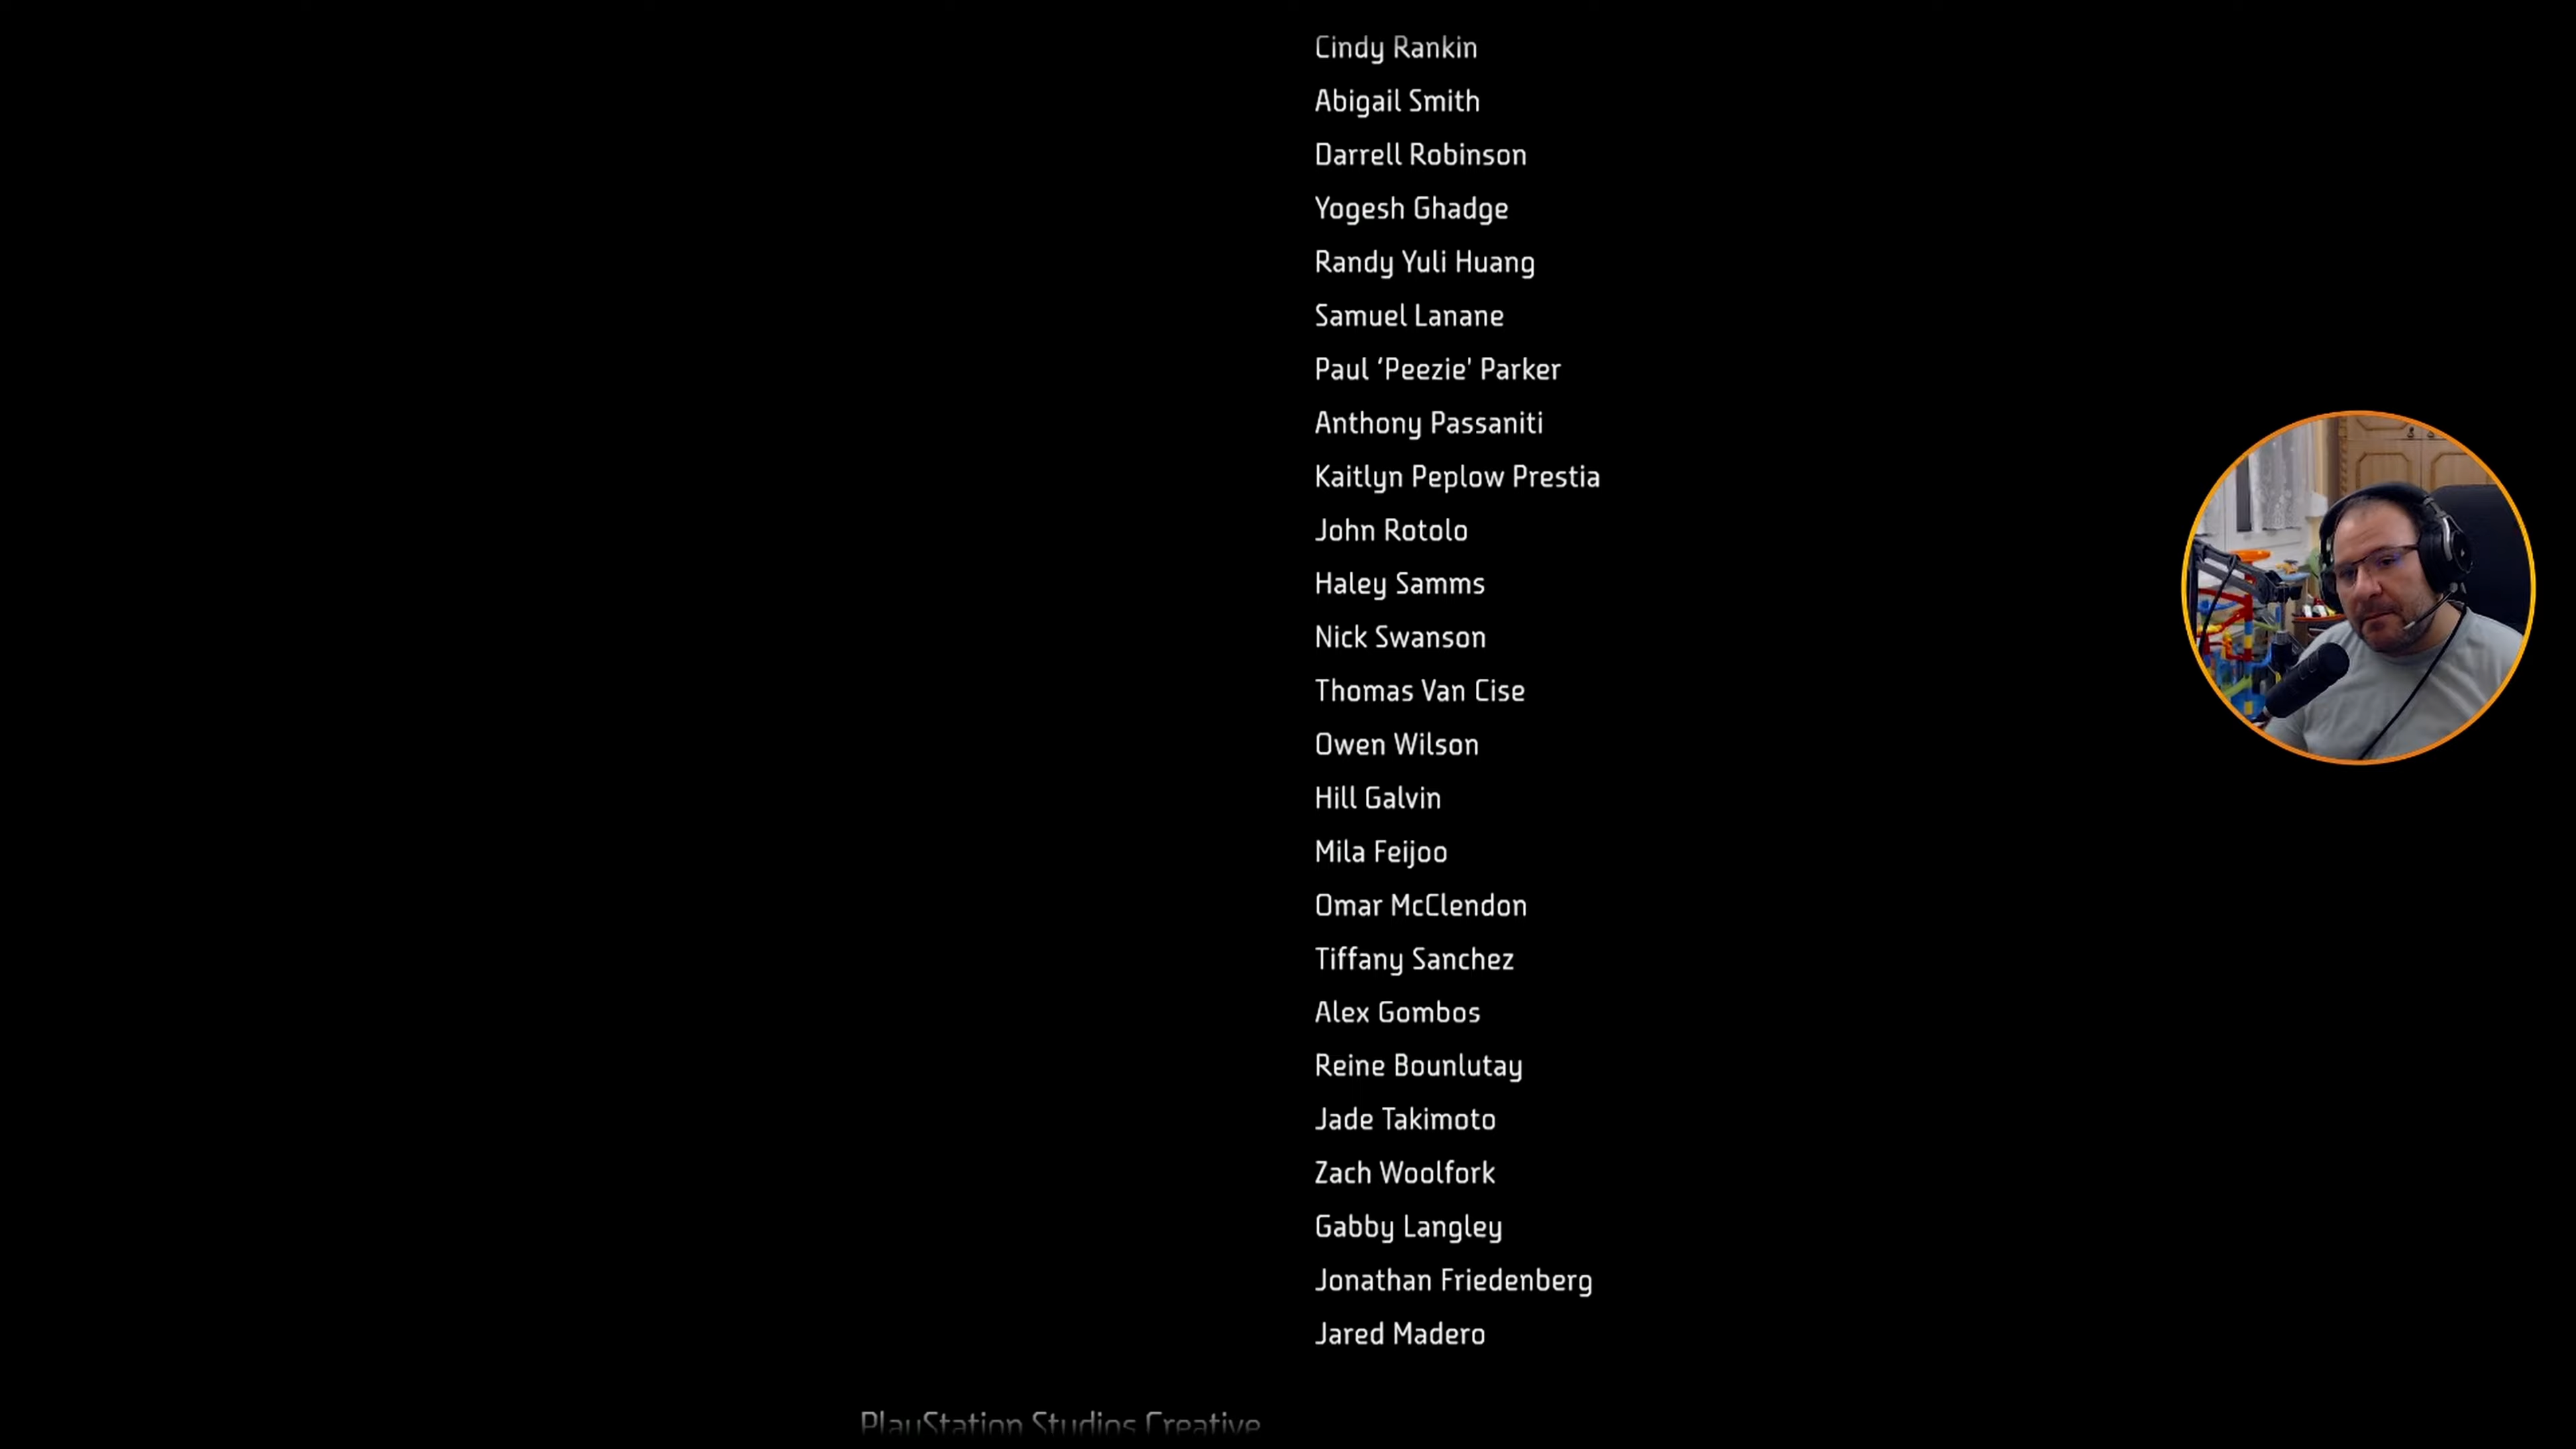 Cindy Rankin
Abigail Smith
Darrell Robinson
Yogesh Ghadge
Randy Yuli Huang
Samuel Lanane
Paul ‘Peezie' Parker
Anthony Passaniti
Kaitlyn Peplow Prestia
John Rotolo
Haley Samms
Nick Swanson
Thomas Van Cise
Owen Wilson
Hill Galvin
Mila Feijoo
Omar McClendon
Tiffany Sanchez
Alex Gombos
Reine Bounlutay
Jade Takimoto
Zach Woolfork
Gabby Langley
Jonathan Friedenberg
Jared Madero
PlayStation Studios Creative